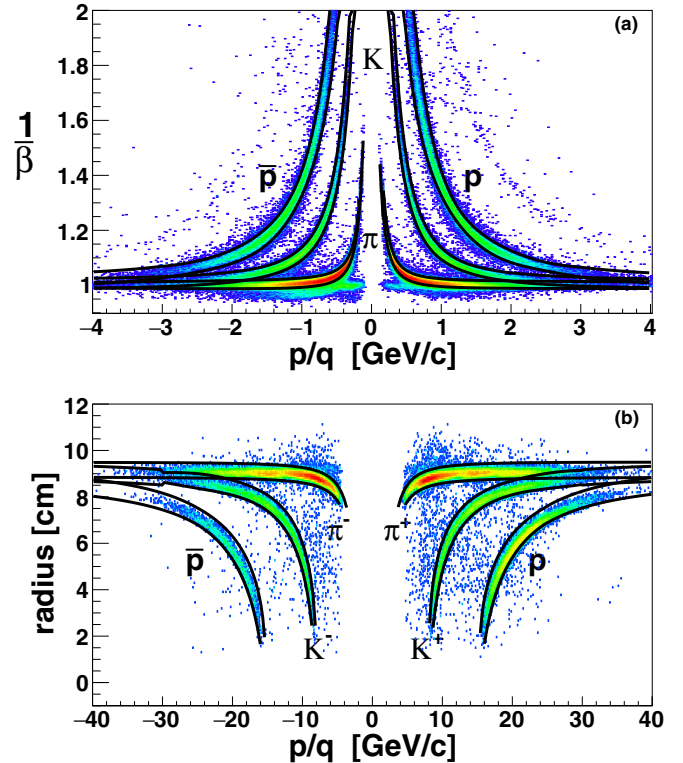 (a)
2
1.8
1.6
1.4
1.2
1
1/β
K
p̅
p
π
−4 −3 −2 −1 0 1 2 3 4
p/q [GeV/c]
(b)
12
10
8
6
4
2
0
radius [cm]
π- π+
p̅ p
K- K+
−40 −30 −20 −10 0 10 20 30 40
p/q [GeV/c]